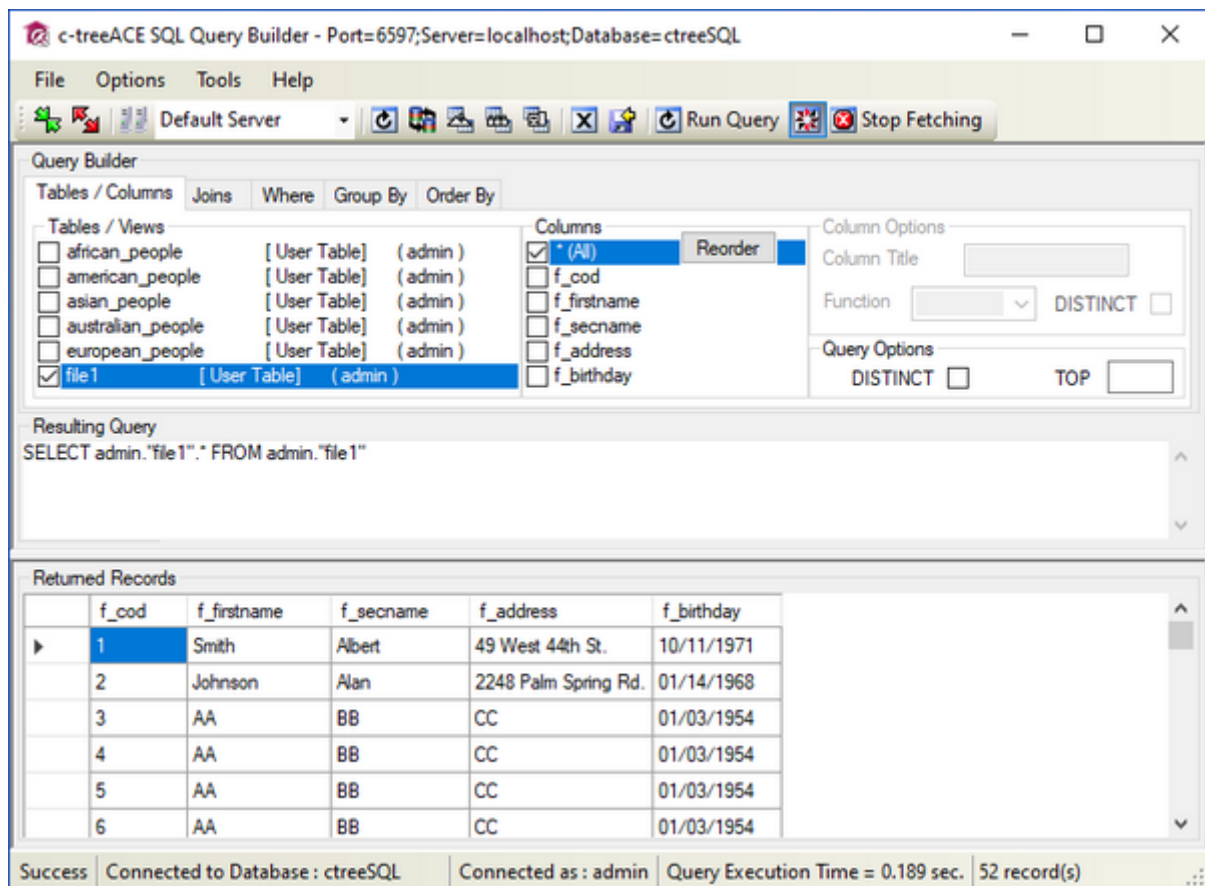 c-treeACE SQL Query Builder - Port=6597;Server=localhost;Database=ctreeSQL
File Options Tools Help
Default Server Run Query Stop Fetching
Query Builder
Tables / Columns Joins Where Group By Order By
Tables / Views Columns Column Options
african_people [ User Table] ( admin ) * (All) Reorder Column Title
american_people [ User Table] ( admin ) f_cod
asian_people [ User Table] ( admin ) f_firstname Function DISTINCT
australian_people [ User Table] ( admin ) f_secname
european_people [ User Table] ( admin ) f_address Query Options
file1 [ User Table] ( admin ) f_birthday DISTINCT TOP
Resulting Query
SELECT admin."file1".* FROM admin."file1"
Returned Records
f_cod f_firstname f_secname f_address f_birthday
1 Smith Albert 49 West 44th St. 10/11/1971
2 Johnson Alan 2248 Palm Spring Rd. 01/14/1968
3 AA BB CC 01/03/1954
4 AA BB CC 01/03/1954
5 AA BB CC 01/03/1954
6 AA BB CC 01/03/1954
Success Connected to Database : ctreeSQL Connected as : admin Query Execution Time = 0.189 sec. 52 record(s)